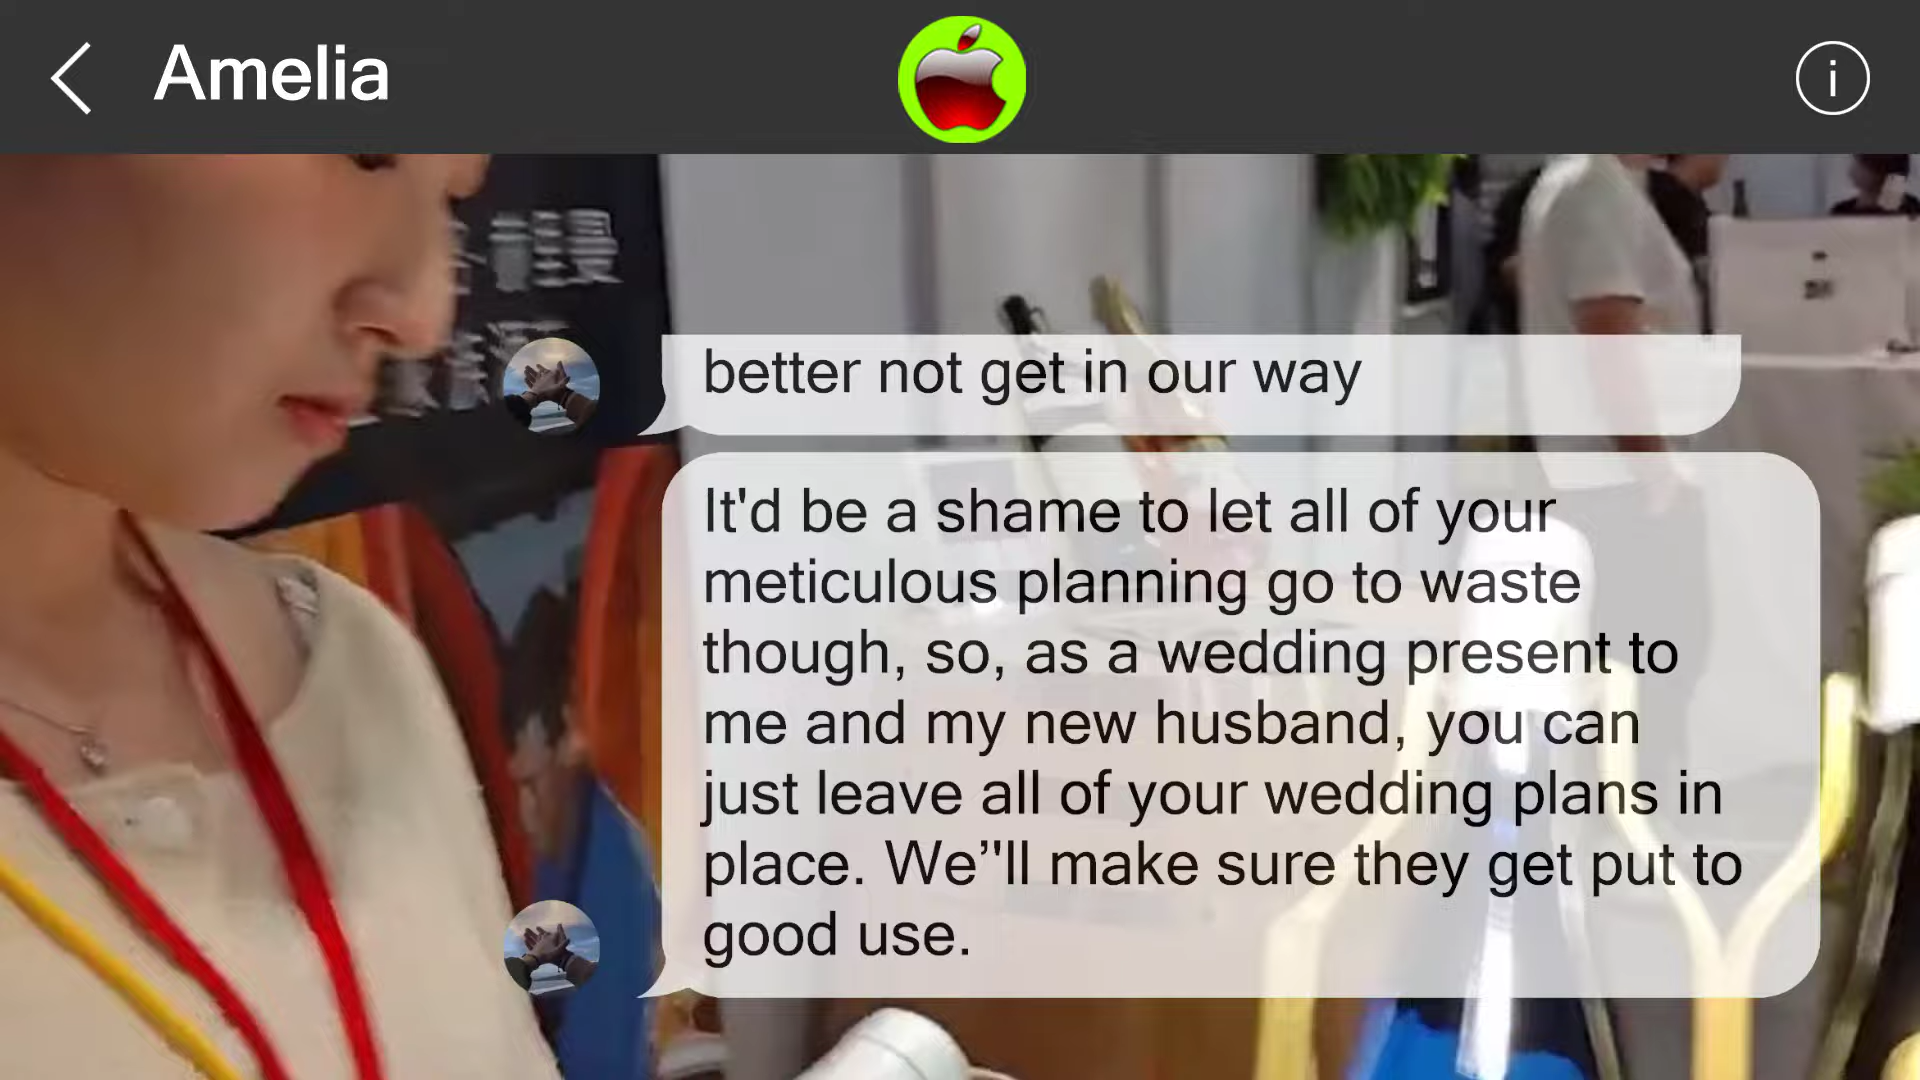 Amelia
better not get in our way
It'd be a shame to let all of your
meticulous planning go to waste
though, so, as a wedding present to
me and my new husband, you can
just leave all of your wedding plans in
place. We”'ll make sure they get put to
good use.